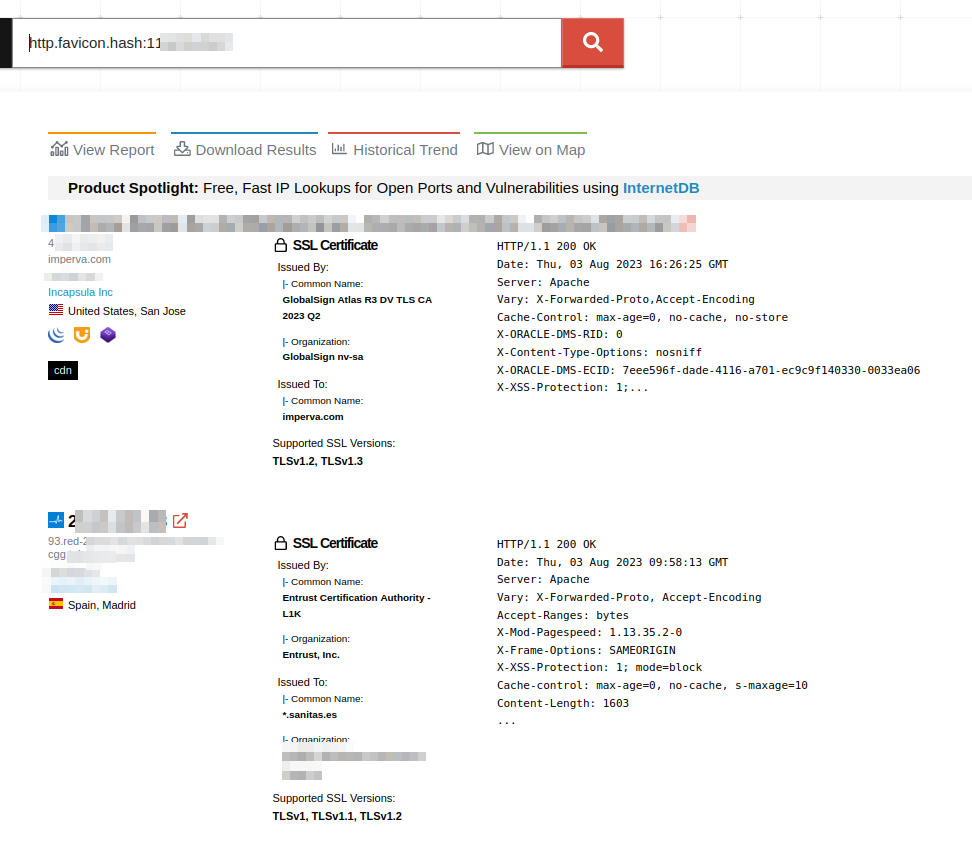 http.favicon.hash:11
View Report
Download Results
Historical Trend
View on Map
Product Spotlight: Free, Fast IP Lookups for Open Ports and Vulnerabilities using InternetDB
4
imperva.com
Incapsula Inc
United States, San Jose
cdn
SSL Certificate
Issued By:
|- Common Name:
GlobalSign Atlas R3 DV TLS CA
2023 Q2
|- Organization:
GlobalSign nv-sa
Issued To:
|- Common Name:
imperva.com
Supported SSL Versions:
TLSv1.2, TLSv1.3
HTTP/1.1 200 OK
Date: Thu, 03 Aug 2023 16:26:25 GMT
Server: Apache
Vary: X-Forwarded-Proto,Accept-Encoding
Cache-Control: max-age=0, no-cache, no-store
X-ORACLE-DMS-RID: 0
X-Content-Type-Options: nosniff
X-ORACLE-DMS-ECID: 7eee596f-dade-4116-a701-ec9c9f140330-0033ea06
X-XSS-Protection: 1;...
2
93.red-2
cgg
Spain, Madrid
SSL Certificate
Issued By:
|- Common Name:
Entrust Certification Authority -
L1K
|- Organization:
Entrust, Inc.
Issued To:
|- Common Name:
*.sanitas.es
|- Organization:
Supported SSL Versions:
TLSv1, TLSv1.1, TLSv1.2
HTTP/1.1 200 OK
Date: Thu, 03 Aug 2023 09:58:13 GMT
Server: Apache
Vary: X-Forwarded-Proto, Accept-Encoding
Accept-Ranges: bytes
X-Mod-Pagespeed: 1.13.35.2-0
X-Frame-Options: SAMEORIGIN
X-XSS-Protection: 1; mode=block
Cache-control: max-age=0, no-cache, s-maxage=10
Content-Length: 1603
...